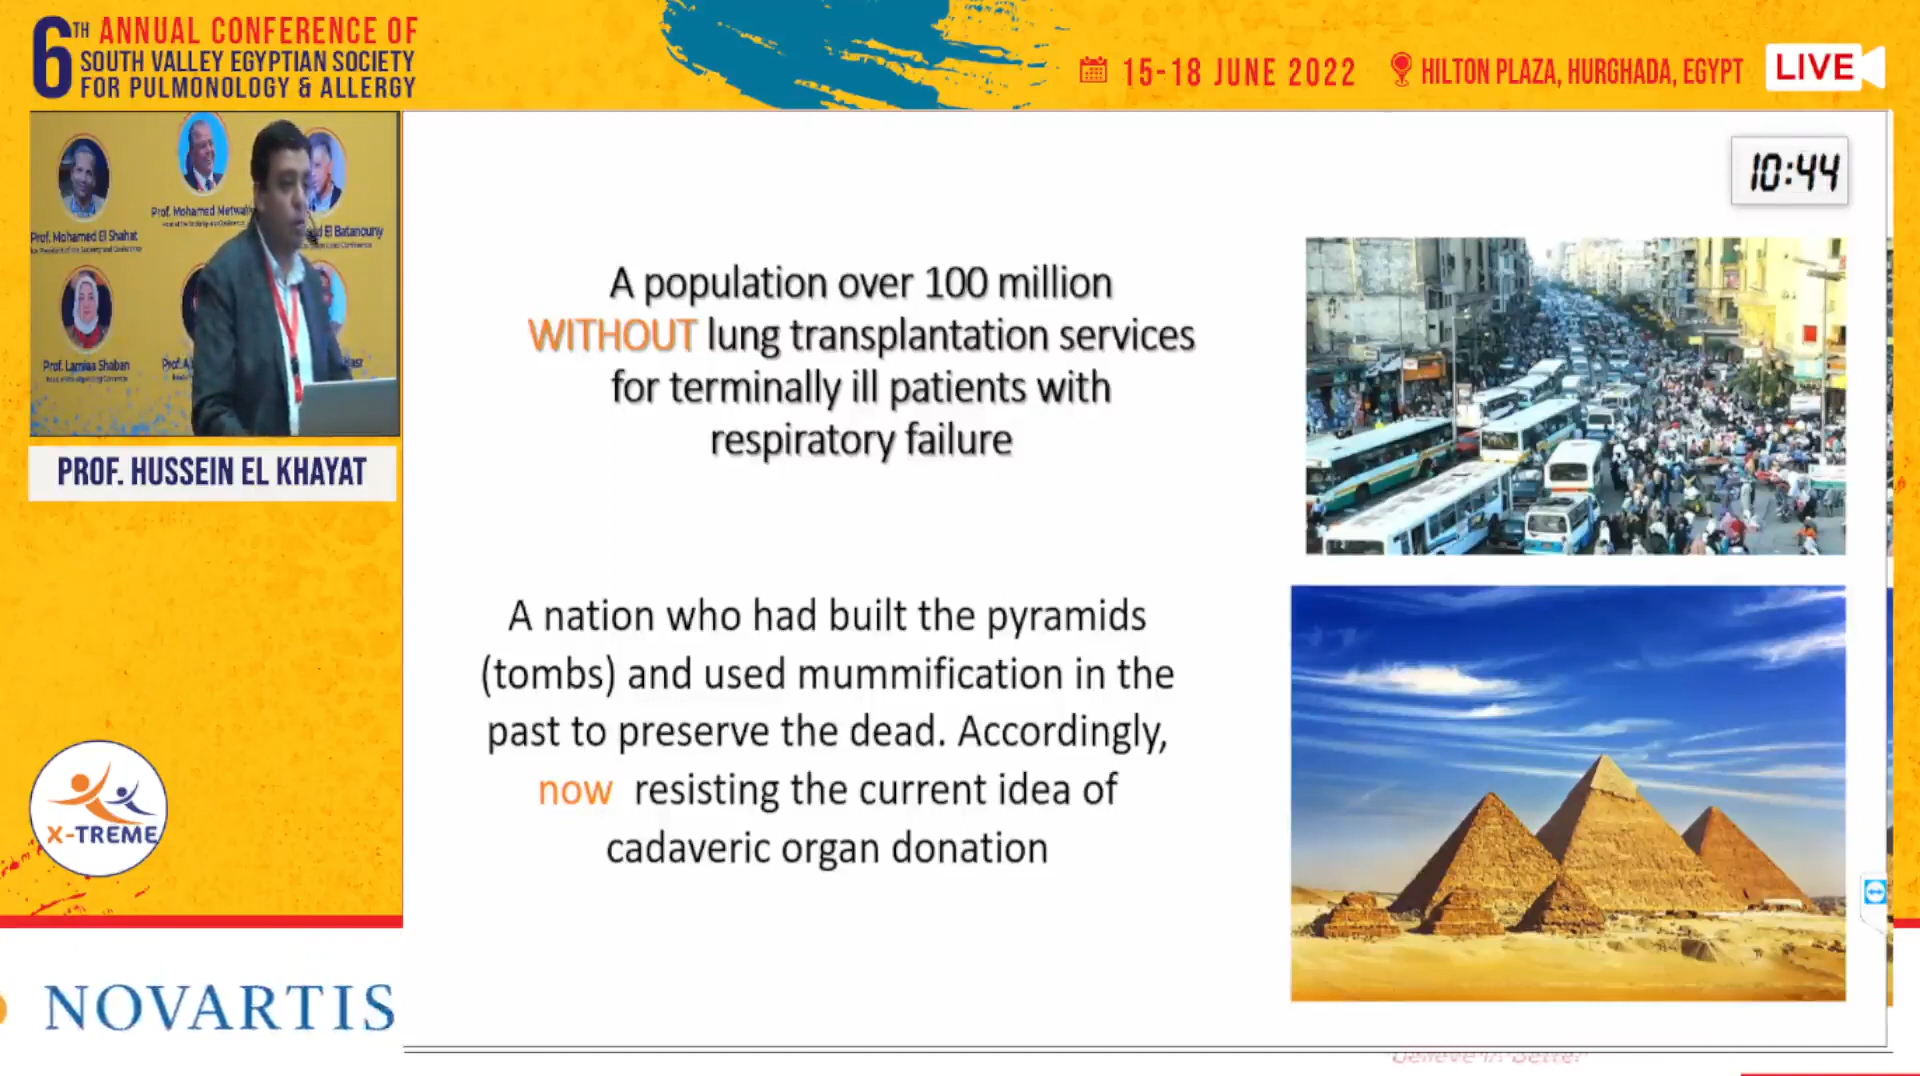 6TH ANNUAL CONFERENCE OF
SOUTH VALLEY EGYPTIAN SOCIETY
FOR PULMONOLOGY & ALLERGY
15-18 JUNE 2022
HILTON PLAZA, HURGHADA, EGYPT
LIVE
10:44
Prof. Mohamed Metwally
Prof. Mohamed El Shahat
El Batanouny
Prof. Lamiaa Shaban
Prof. A
PROF. HUSSEIN EL KHAYAT
A population over 100 million
WITHOUT lung transplantation services
for terminally ill patients with
respiratory failure
A nation who had built the pyramids
(tombs) and used mummification in the
past to preserve the dead. Accordingly,
now resisting the current idea of
cadaveric organ donation
X-TREME
NOVARTIS